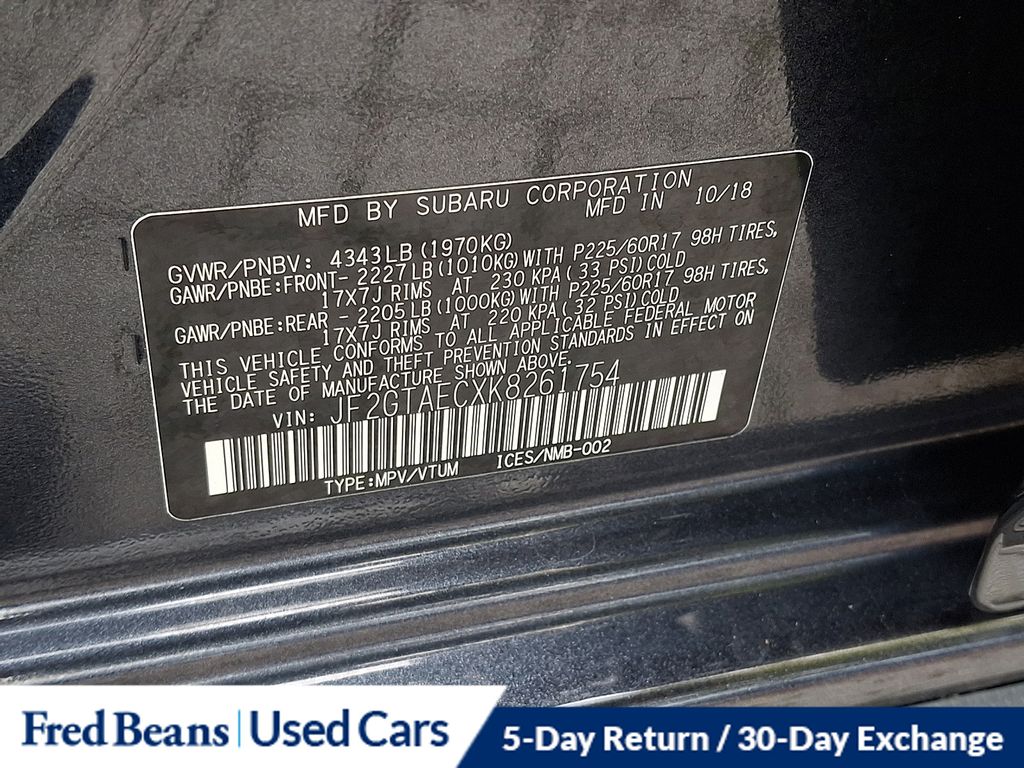 MFD BY SUBARU CORPORATION
MFD IN 10/18
GVWR/PNBV: 4343LB(1970KG)
GAWR/PNBE:FRONT- 2227LB(1010KG)WITH P225/60R17 98H TIRES,
17X7J RIMS AT 230 KPA(33 PSI)COLD
GAWR/PNBE:REAR - 2205LB(1000KG)WITH P225/60R17 98H TIRES,
17X7J RIMS AT 220 KPA(32 PSI)COLD
THIS VEHICLE CONFORMS TO ALL APPLICABLE FEDERAL MOTOR
VEHICLE SAFETY AND THEFT PREVENTION STANDARDS IN EFFECT ON
THE DATE OF MANUFACTURE SHOWN ABOVE.
VIN: JF2GTAECXK8261754
TYPE:MPV/VTUM ICES/NMB-002
Fred Beans | Used Cars
5-Day Return / 30-Day Exchange